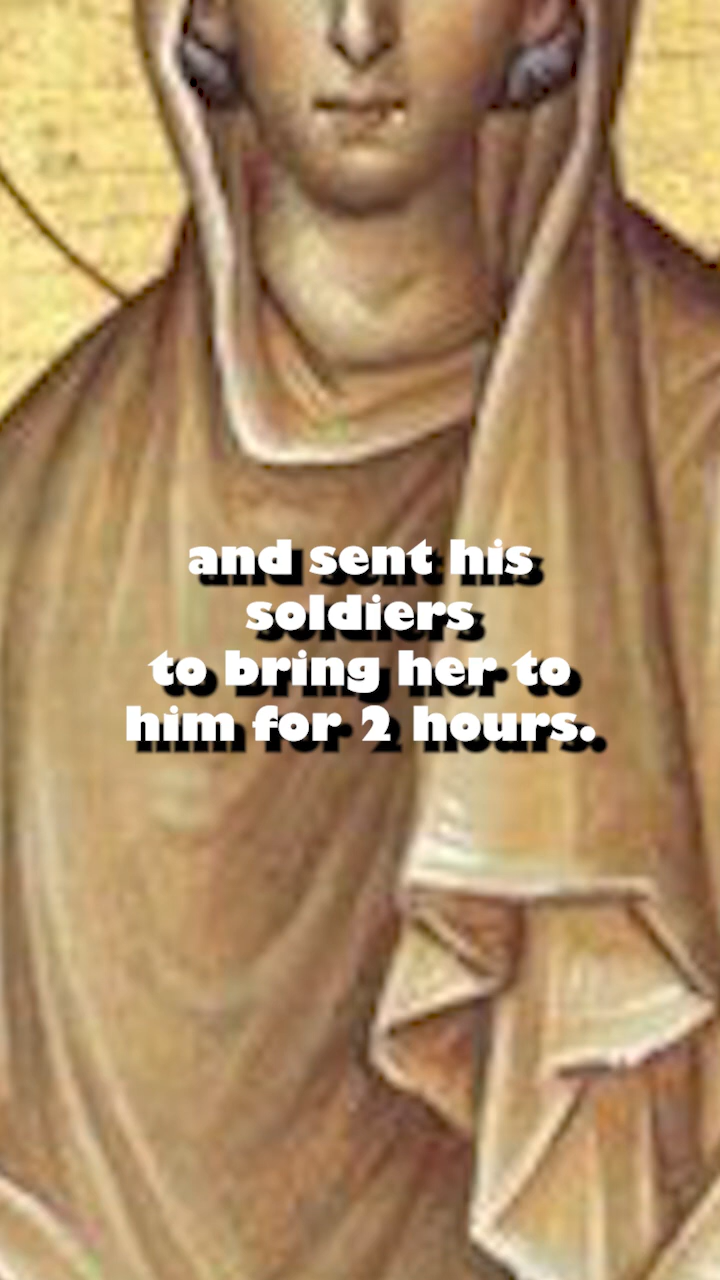 and sent his
soldiers
to bring her to
him for 2 hours.